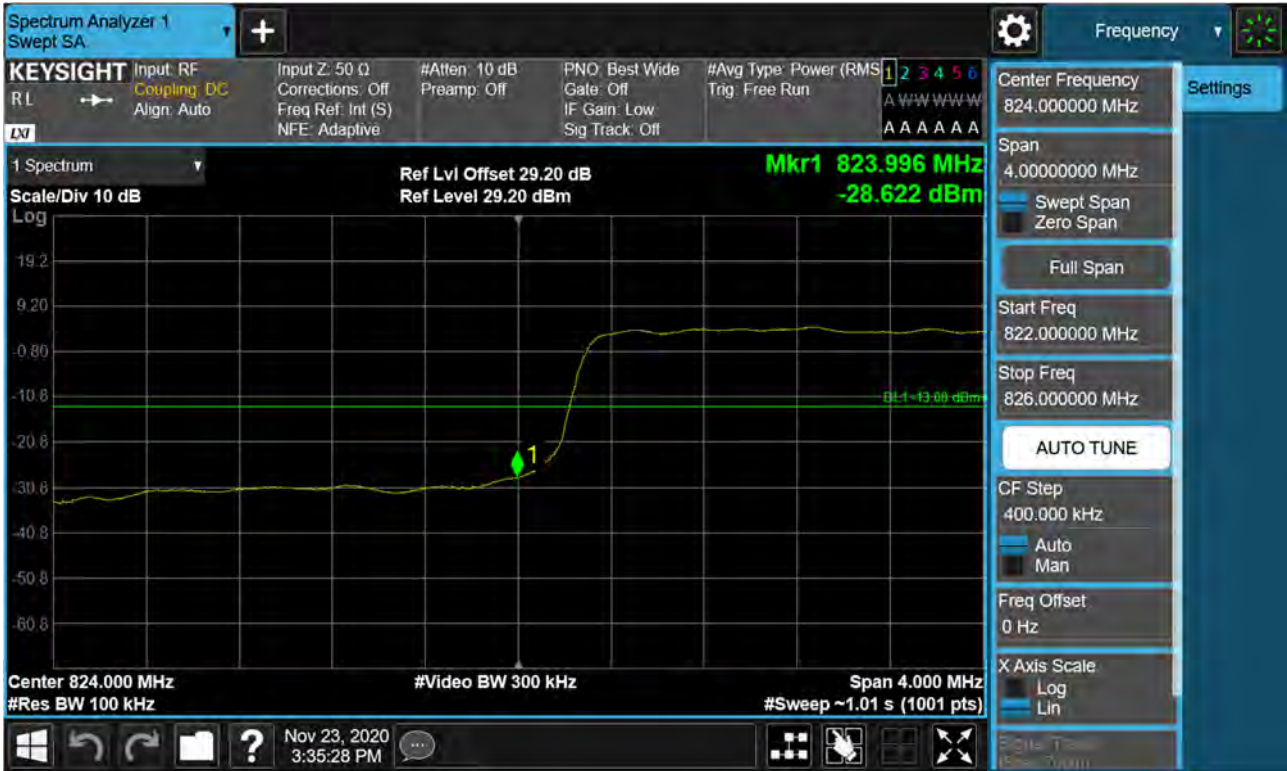 Spectrum Analyzer 1
Swept SA
Frequency
KEYSIGHT
RL
LXI
Input: RF
Coupling: DC
Align: Auto
Input Z: 50 Ω
Corrections: Off
Freq Ref: Int (S)
NFE: Adaptive
#Atten: 10 dB
Preamp: Off
PNO: Best Wide
Gate: Off
IF Gain: Low
Sig Track: Off
#Avg Type: Power (RMS
Trig: Free Run
1 2 3 4 5 6
A W W W W W
A A A A A A
1 Spectrum
Scale/Div 10 dB
Ref Lvl Offset 29.20 dB
Ref Level 29.20 dBm
Mkr1 823.996 MHz
-28.622 dBm
Log
19.2
9.20
-0.80
-10.8
-20.8
-30.8
-40.8
-50.8
-60.8
DL1 -13.08 dBm
1
Center 824.000 MHz
#Res BW 100 kHz
#Video BW 300 kHz
Span 4.000 MHz
#Sweep ~1.01 s (1001 pts)
Nov 23, 2020
3:35:28 PM
Center Frequency
824.000000 MHz
Settings
Span
4.00000000 MHz
Swept Span
Zero Span
Full Span
Start Freq
822.000000 MHz
Stop Freq
826.000000 MHz
AUTO TUNE
CF Step
400.000 kHz
Auto
Man
Freq Offset
0 Hz
X Axis Scale
Log
Lin